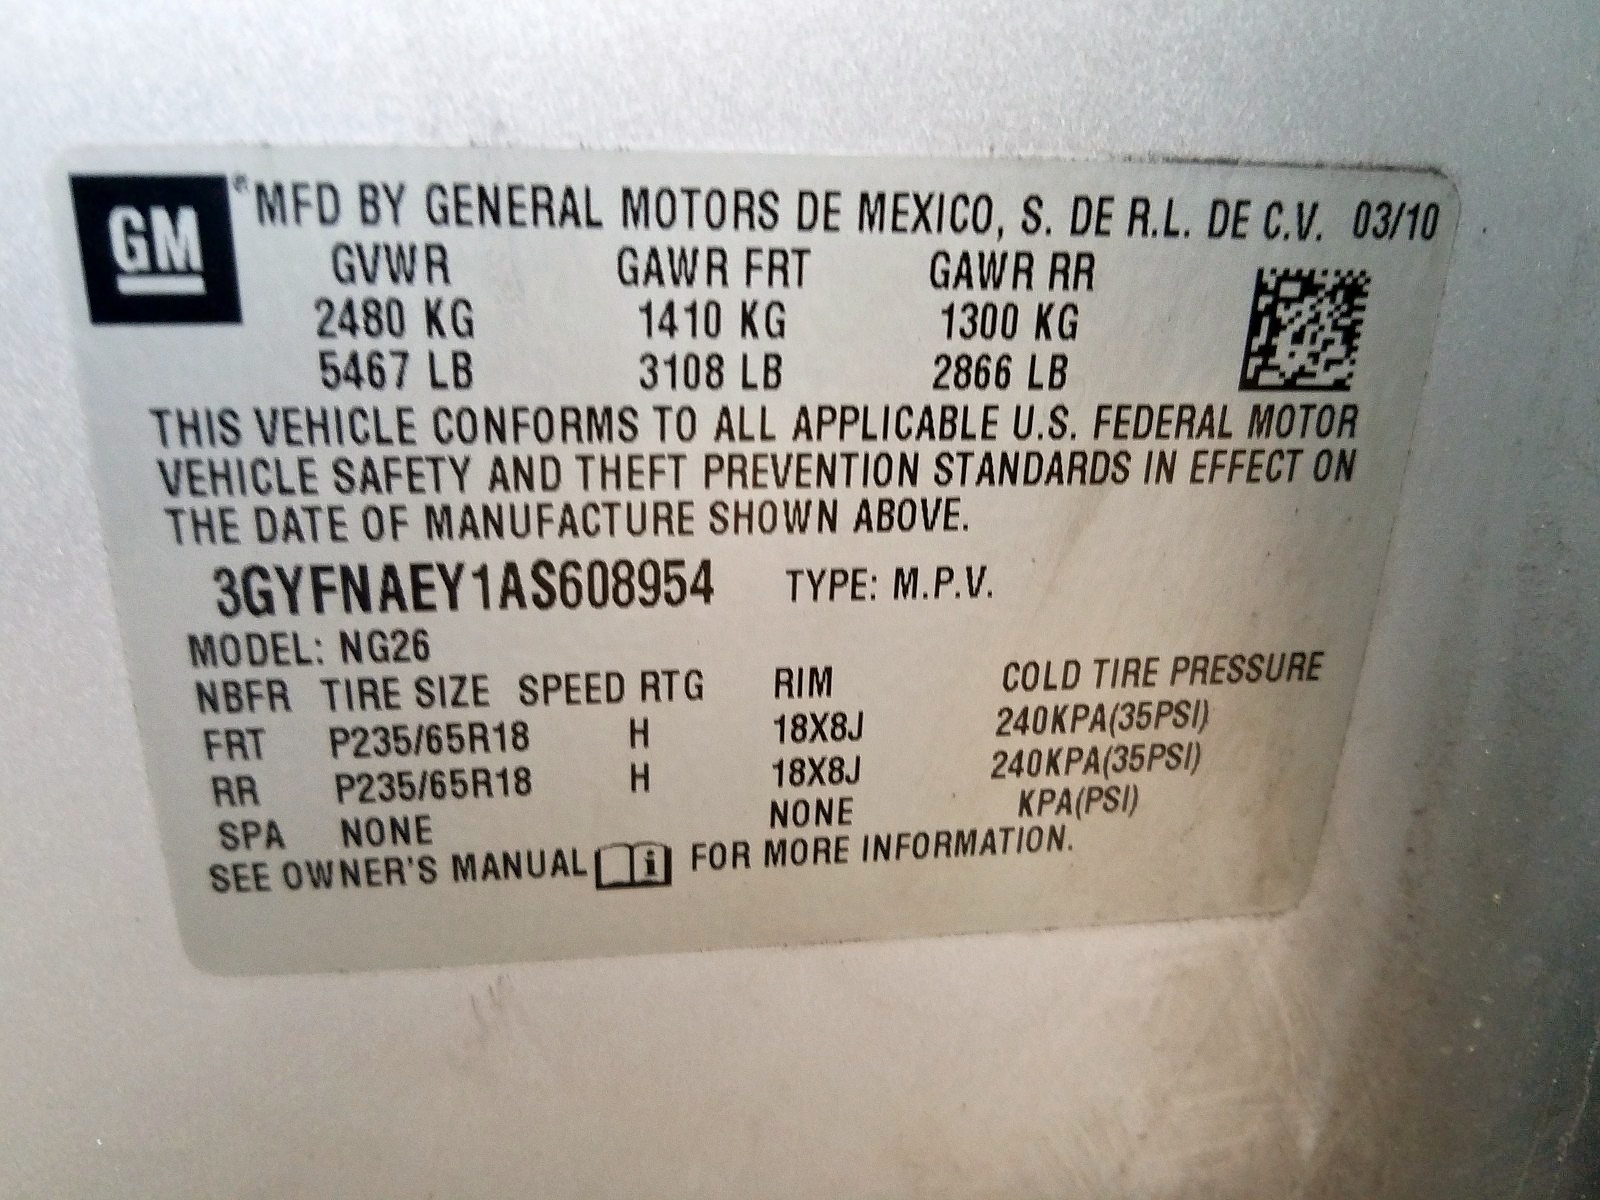 GM ® MFD BY GENERAL MOTORS DE MEXICO, S. DE R.L. DE C.V. 03/10
GVWR GAWR FRT GAWR RR
2480 KG 1410 KG 1300 KG
5467 LB 3108 LB 2866 LB
THIS VEHICLE CONFORMS TO ALL APPLICABLE U.S. FEDERAL MOTOR
VEHICLE SAFETY AND THEFT PREVENTION STANDARDS IN EFFECT ON
THE DATE OF MANUFACTURE SHOWN ABOVE.
3GYFNAEY1AS608954 TYPE: M.P.V.
MODEL: NG26
NBFR TIRE SIZE SPEED RTG RIM COLD TIRE PRESSURE
FRT P235/65R18 H 18X8J 240KPA(35PSI)
RR P235/65R18 H 18X8J 240KPA(35PSI)
SPA NONE NONE KPA(PSI)
SEE OWNER'S MANUAL i FOR MORE INFORMATION.